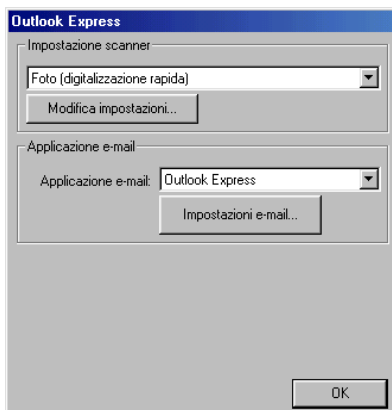 Outlook Express
Impostazione scanner
Foto (digitalizzazione rapida)
Modifica impostazioni...
Applicazione e-mail
Applicazione e-mail: Outlook Express
Impostazioni e-mail...
OK